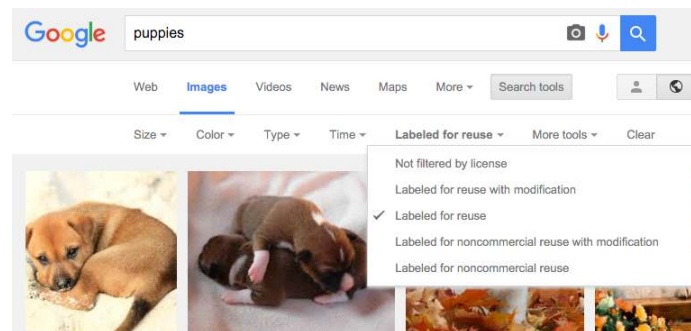 Google puppies
Web Images Videos News Maps More Search tools
Size Color Type Time Labeled for reuse More tools Clear
Not filtered by license
Labeled for reuse with modification
Labeled for reuse
Labeled for noncommercial reuse with modification
Labeled for noncommercial reuse